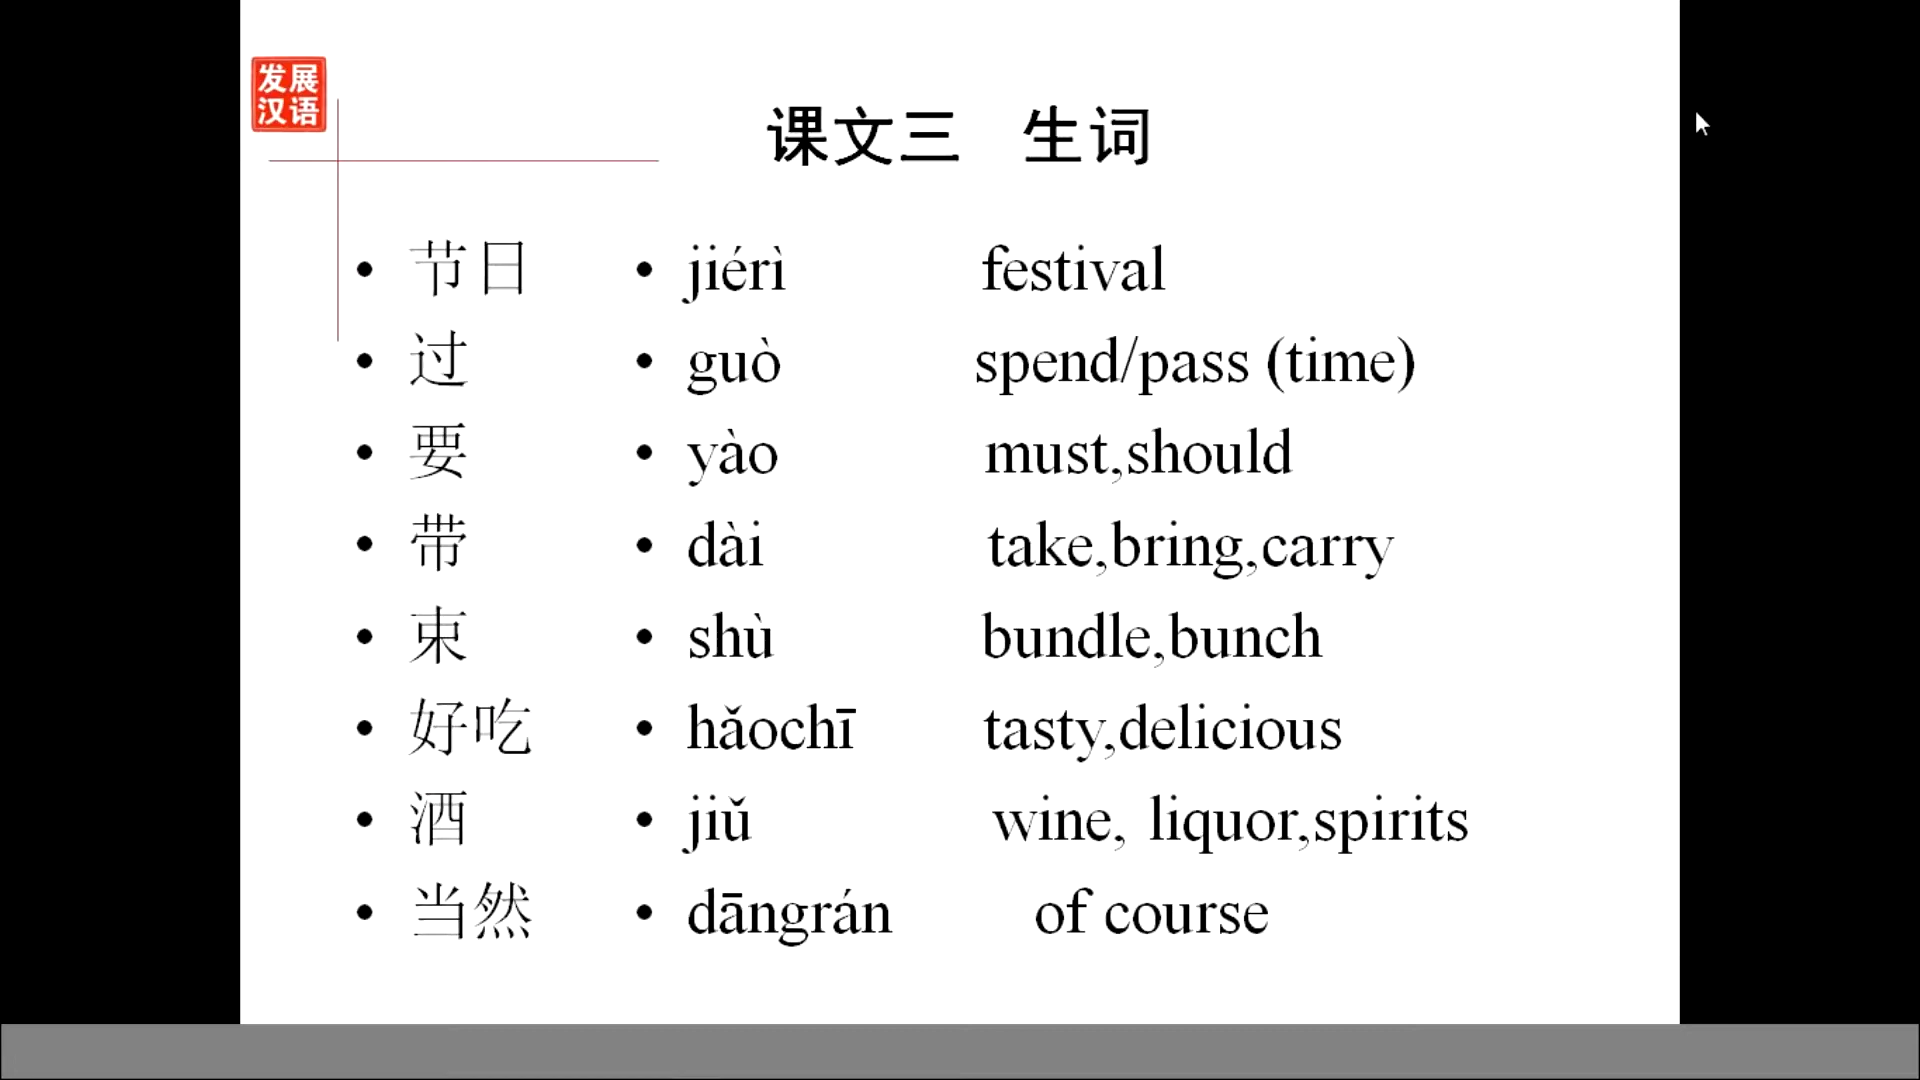 发展
汉语
课文三 生词
• 节日 • jiérì festival
• 过 • guò spend/pass (time)
• 要 • yào must,should
• 带 • dài take,bring,carry
• 束 • shù bundle,bunch
• 好吃 • hǎochī tasty,delicious
• 酒 • jiǔ wine, liquor,spirits
• 当然 • dāngrán of course